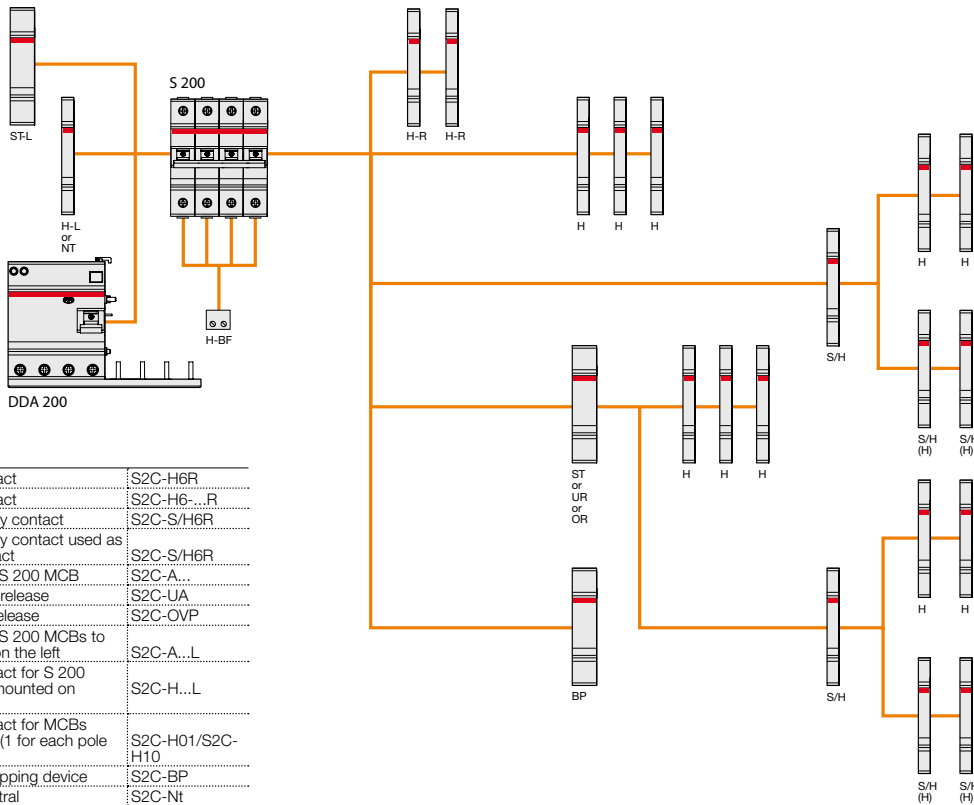 S 200
ST-L
H-R H-R
H-L
or
NT
H H H
H H
H-BF
S/H
DDA 200
S/H
(H)
(H)
ST
or
UR
or
OR
H H H
act S2C-H6R
act S2C-H6-...R
y contact S2C-S/H6R
y contact used as
act S2C-S/H6R
S 200 MCB S2C-A...
release S2C-UA
elease S2C-OVP
S 200 MCBs to
on the left S2C-A...L
act for S 200
mounted on S2C-H...L
act for MCBs
(1 for each pole S2C-H01/S2C-
H10
pping device S2C-BP
tral S2C-Nt
H H
BP
S/H
S/H
(H)
(H)